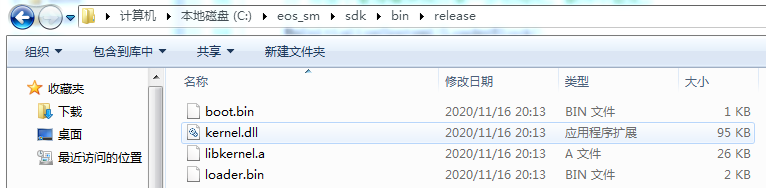 计算机 ▸ 本地磁盘 (C:) ▸ eos_sm ▸ sdk ▸ bin ▸ release
组织 包含到库中 共享 新建文件夹
收藏夹
下载
桌面
最近访问的位置
名称 修改日期 类型 大小
boot.bin 2020/11/16 20:13 BIN 文件 1 KB
kernel.dll 2020/11/16 20:13 应用程序扩展 95 KB
libkernel.a 2020/11/16 20:13 A 文件 26 KB
loader.bin 2020/11/16 20:13 BIN 文件 2 KB